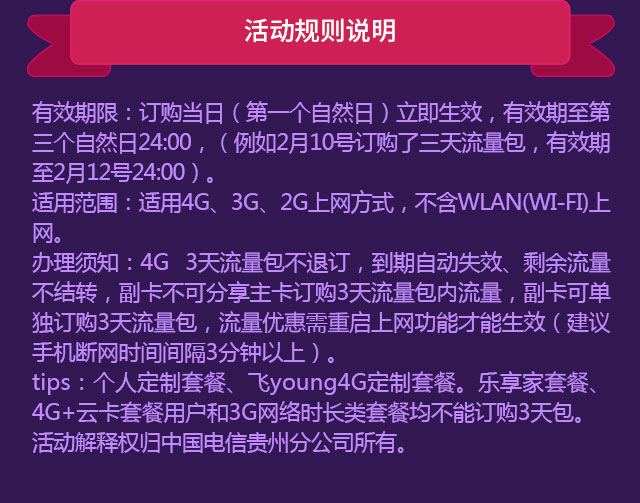 活动规则说明
有效期限：订购当日（第一个自然日）立即生效，有效期至第
三个自然日24:00，（例如2月10号订购了三天流量包，有效期
至2月12号24:00）。
适用范围：适用4G、3G、2G上网方式，不含WLAN(WI-FI)上
网。
办理须知：4G 3天流量包不退订，到期自动失效、剩余流量
不结转，副卡不可分享主卡订购3天流量包内流量，副卡可单
独订购3天流量包，流量优惠需重启上网功能才能生效（建议
手机断网时间间隔3分钟以上）。
tips：个人定制套餐、飞young4G定制套餐。乐享家套餐、
4G+云卡套餐用户和3G网络时长类套餐均不能订购3天包。
活动解释权归中国电信贵州分公司所有。